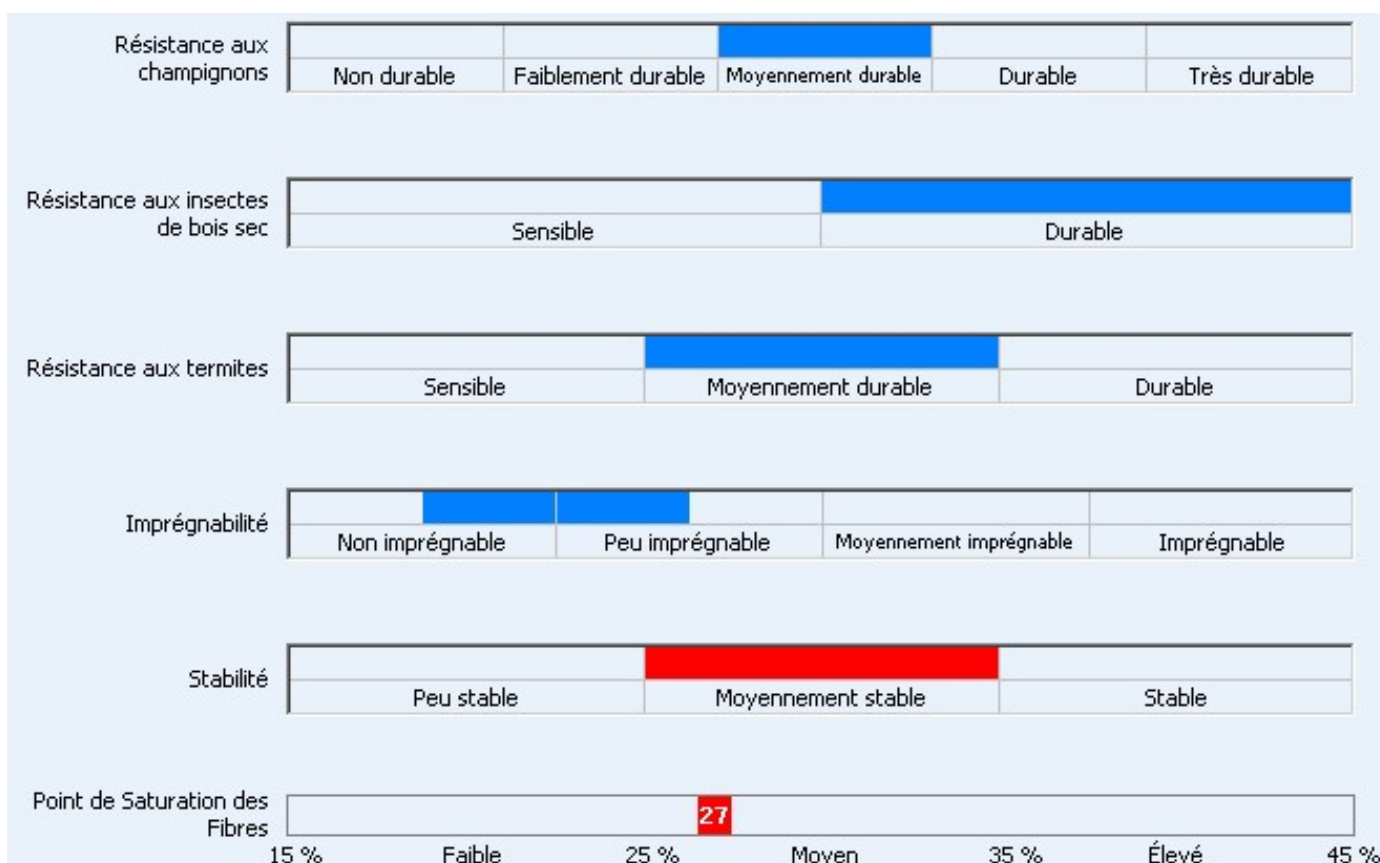 Résistance aux
champignons
Non durable Faiblement durable Moyennement durable Durable Très durable
Résistance aux insectes
de bois sec
Sensible Durable
Résistance aux termites
Sensible Moyennement durable Durable
Imprégnabilité
Non imprégnable Peu imprégnable Moyennement imprégnable Imprégnable
Stabilité
Peu stable Moyennement stable Stable
Point de Saturation des
Fibres
27
15 % Faible 25 % Moyen 35 % Élevé 45 %